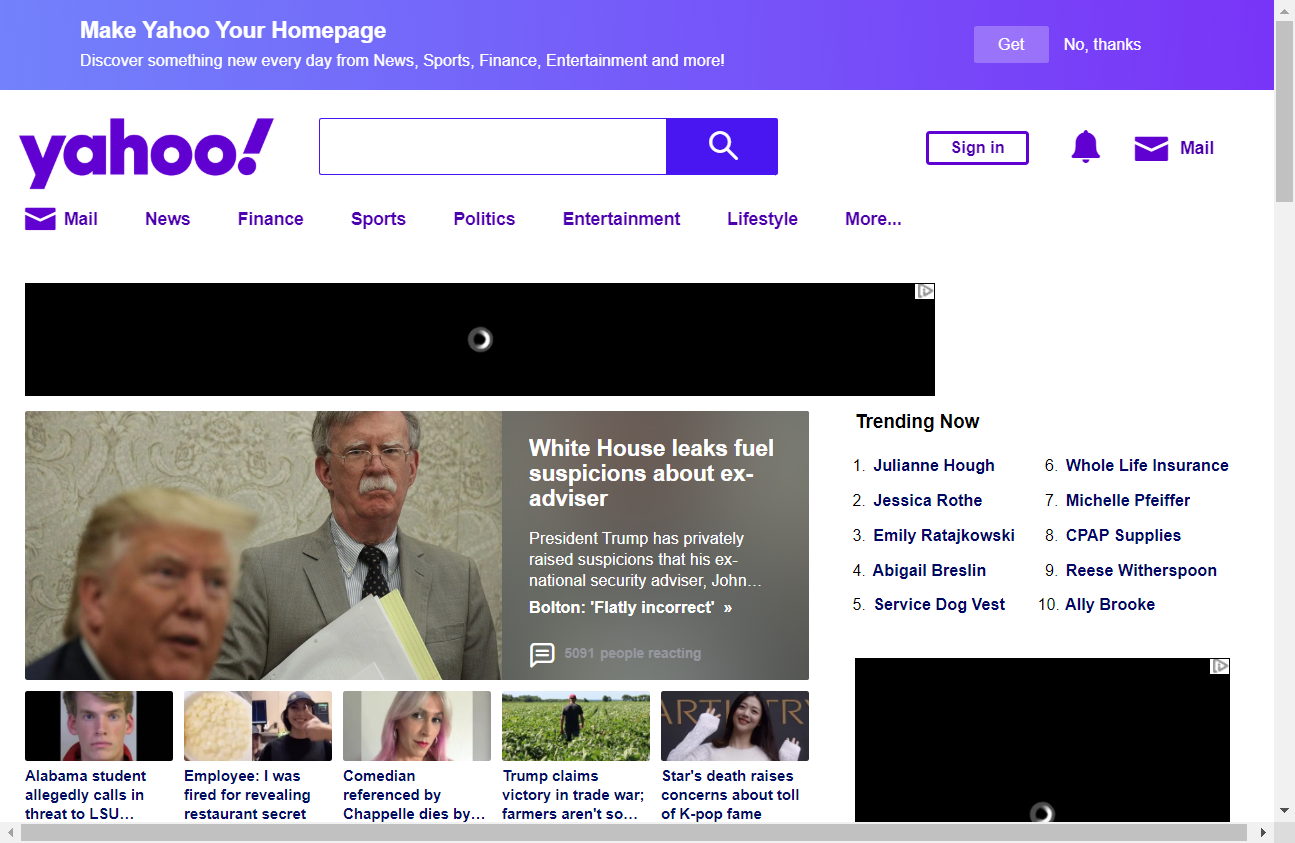 Make Yahoo Your Homepage
Discover something new every day from News, Sports, Finance, Entertainment and more!
Get
No, thanks
yahoo!
Sign in
Mail
Mail
News
Finance
Sports
Politics
Entertainment
Lifestyle
More...
White House leaks fuel
suspicions about ex-
adviser
President Trump has privately
raised suspicions that his ex-
national security adviser, John...
Bolton: 'Flatly incorrect' »
5091 people reacting
Trending Now
1. Julianne Hough
2. Jessica Rothe
3. Emily Ratajkowski
4. Abigail Breslin
5. Service Dog Vest
6. Whole Life Insurance
7. Michelle Pfeiffer
8. CPAP Supplies
9. Reese Witherspoon
10. Ally Brooke
ARTISTRY
Alabama student
allegedly calls in
threat to LSU...
Employee: I was
fired for revealing
restaurant secret
Comedian
referenced by
Chappelle dies by...
Trump claims
victory in trade war;
farmers aren't so...
Star's death raises
concerns about toll
of K-pop fame